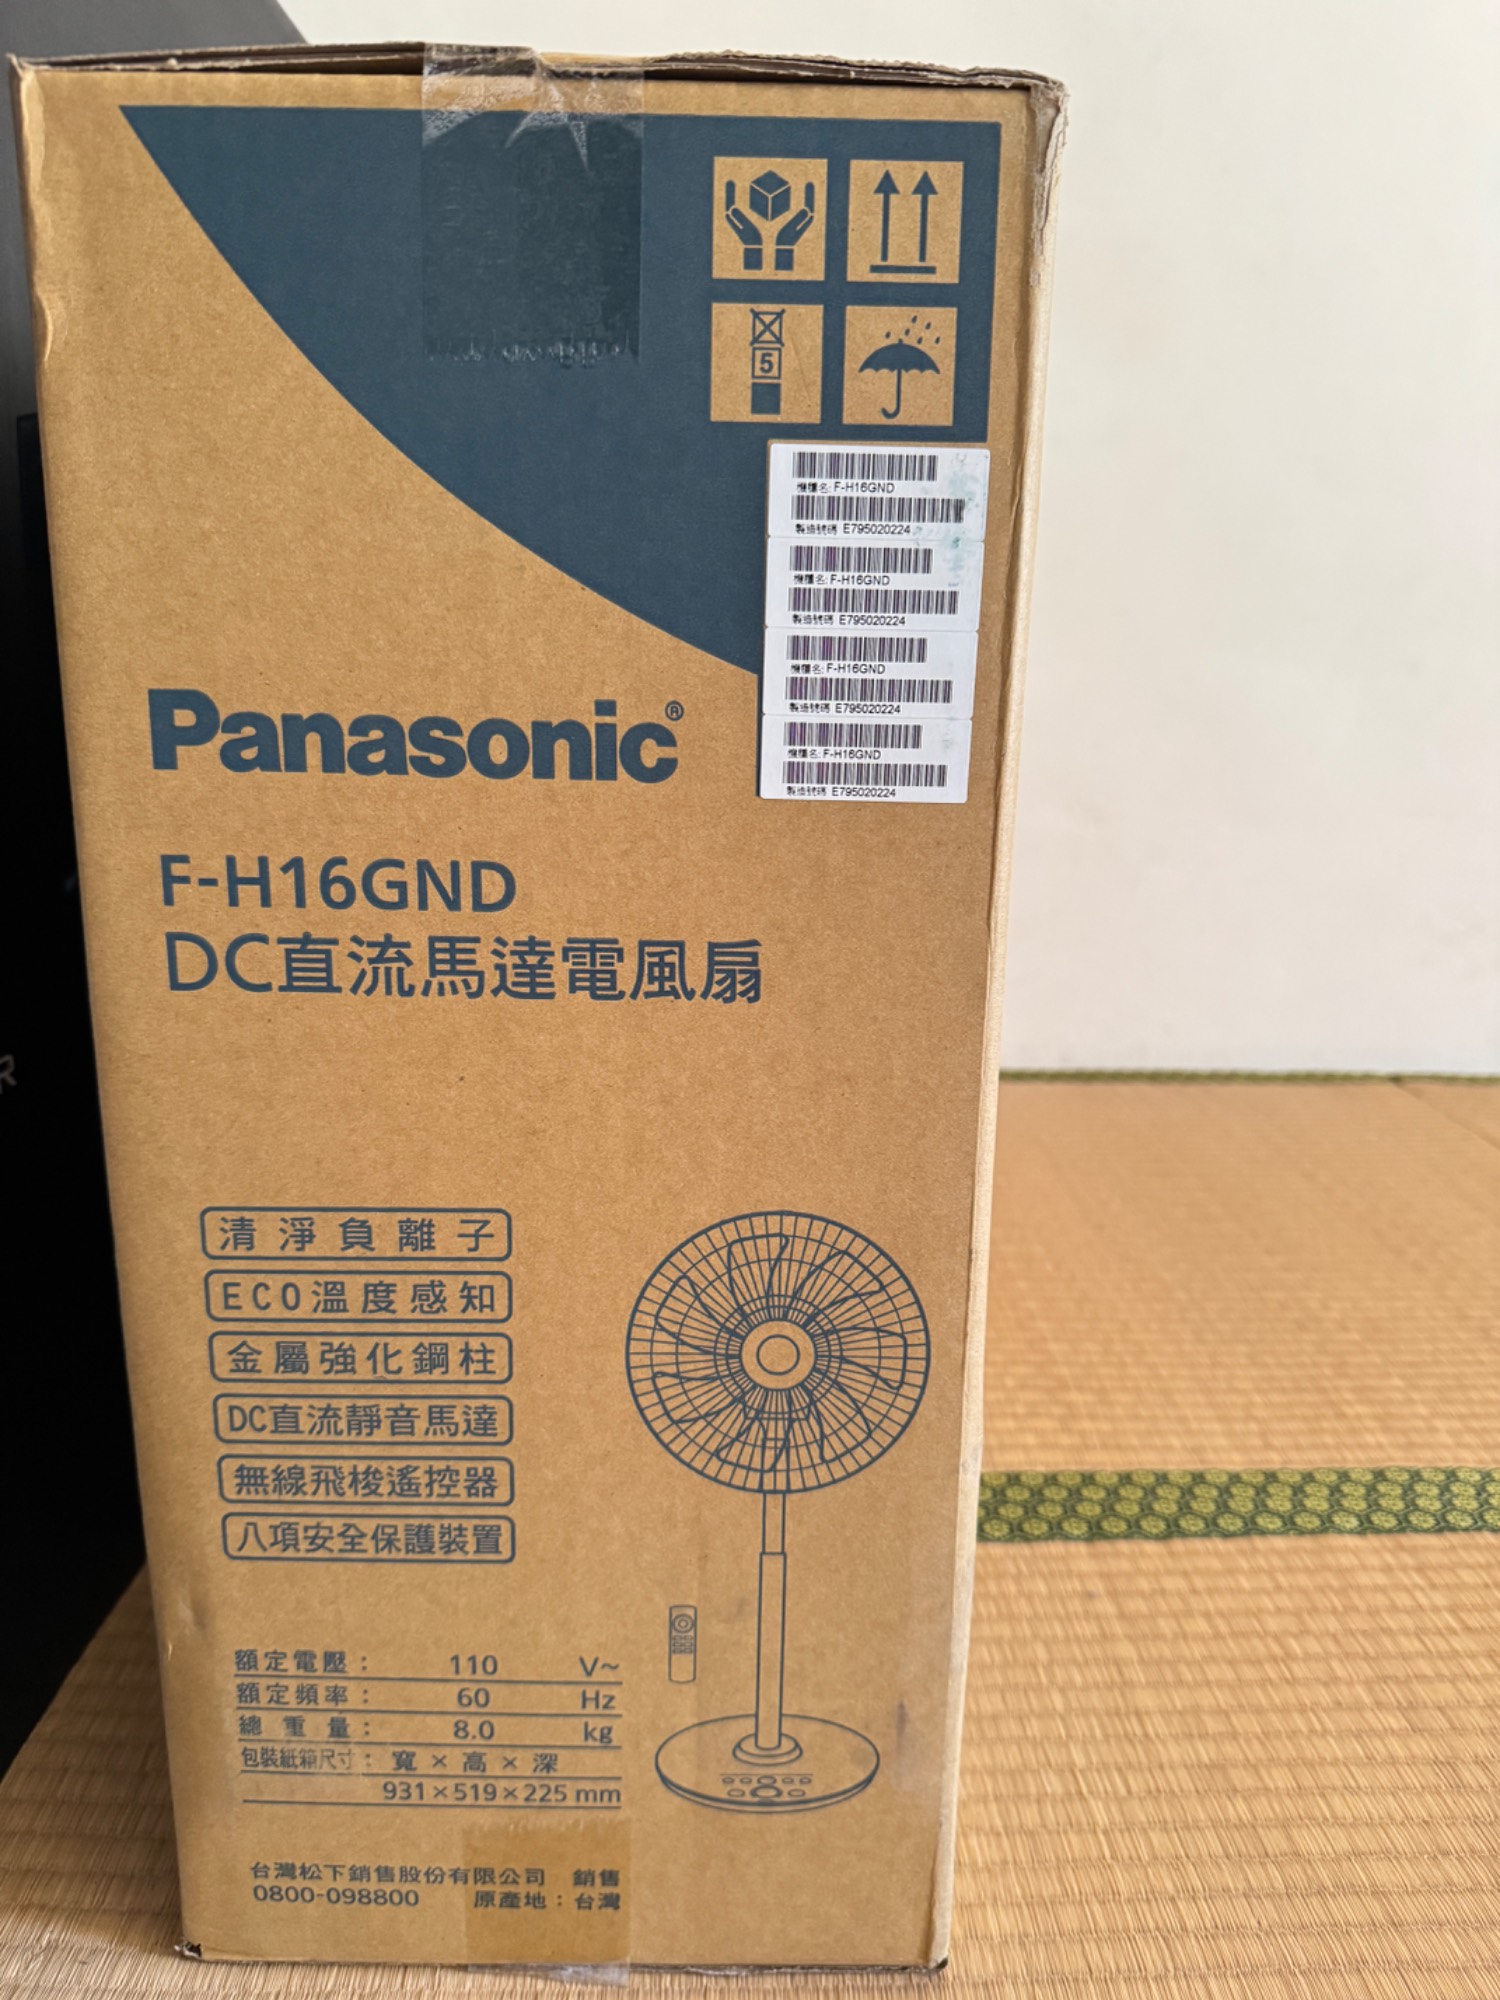 5
機種名: F-H16GND
製造號碼 E795020224
機種名: F-H16GND
製造號碼 E795020224
機種名: F-H16GND
製造號碼 E795020224
機種名: F-H16GND
製造號碼 E795020224
Panasonic®
F-H16GND
DC直流馬達電風扇
清淨負離子
ECO溫度感知
金屬強化鋼柱
DC直流靜音馬達
無線飛梭遙控器
八項安全保護裝置
額定電壓： 110 V~
額定頻率： 60 Hz
總重量： 8.0 kg
包裝紙箱尺寸： 寬×高×深
931×519×225 mm
台灣松下銷售股份有限公司 銷售
0800-098800 原產地：台灣
R